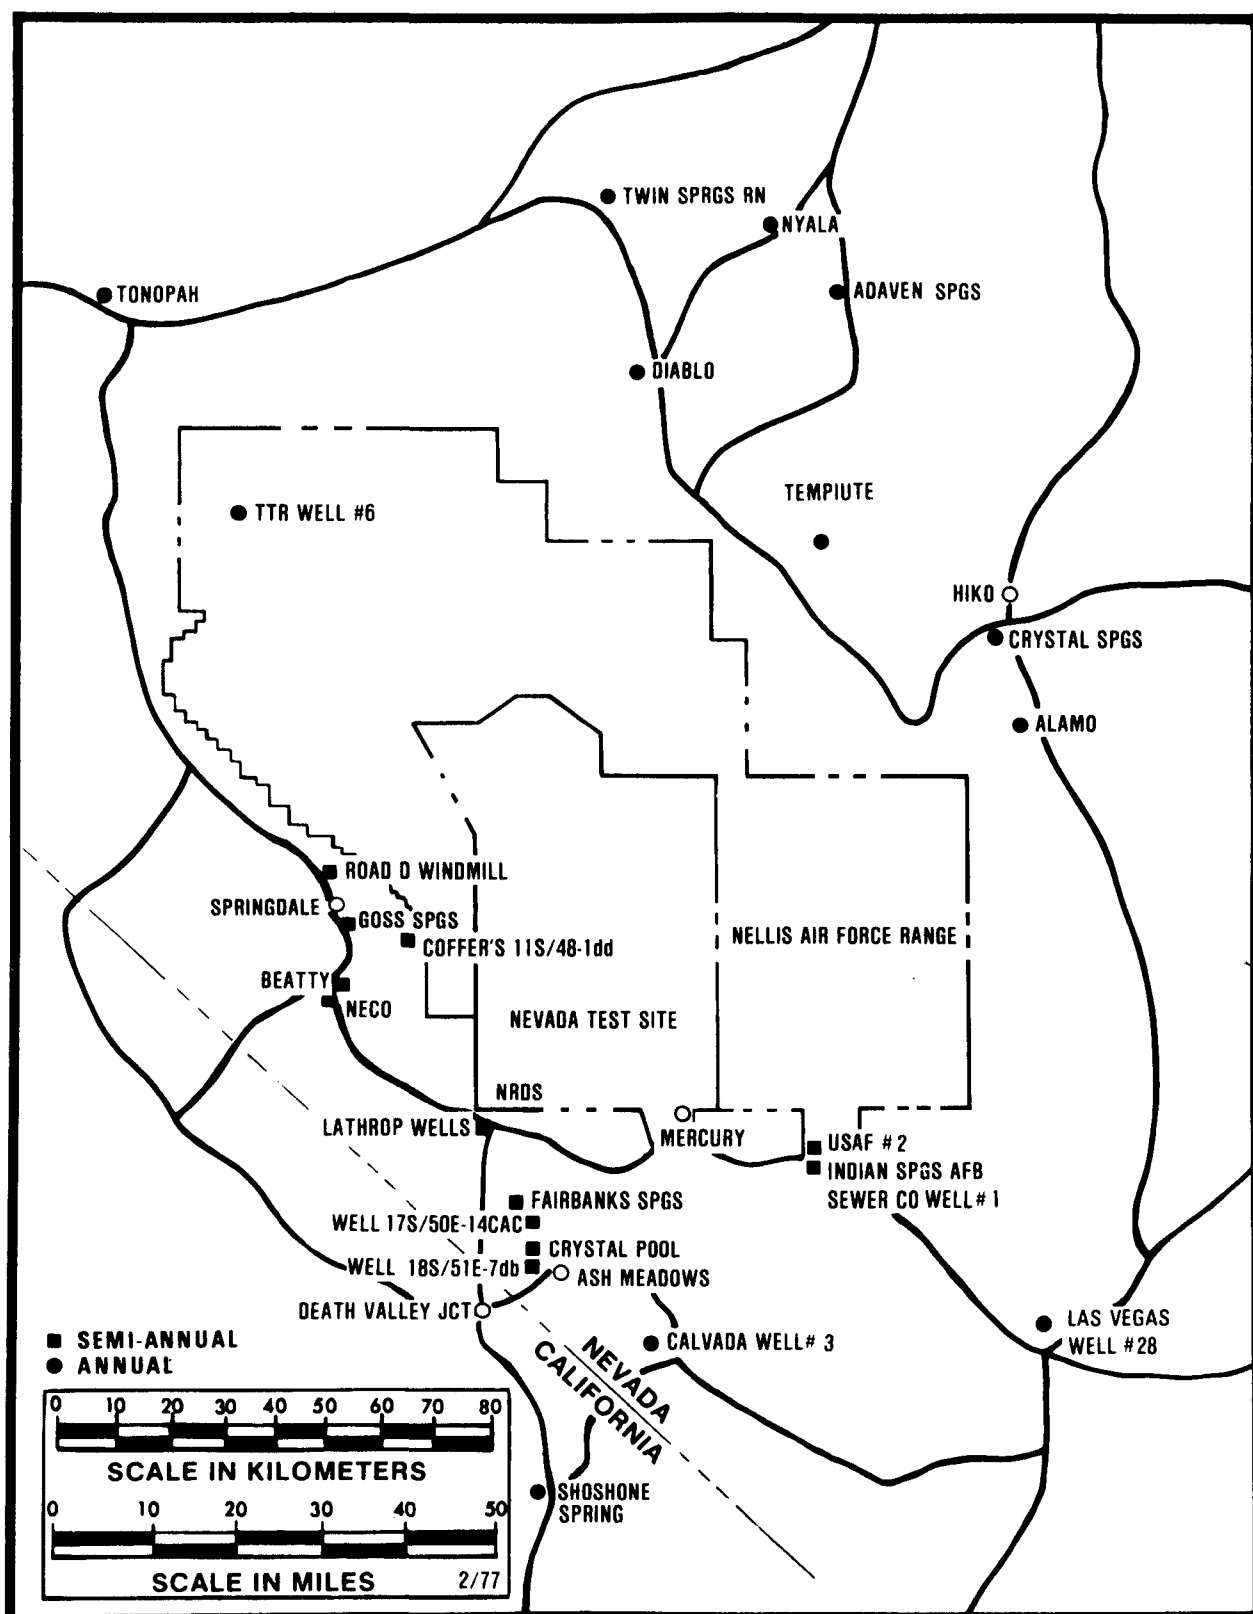 TWIN SPRGS RN
NYALA
TONOPAH
ADAVEN SPGS
DIABLO
TEMPIUTE
TTR WELL #6
HIKO
CRYSTAL SPGS
ALAMO
ROAD D WINDMILL
SPRINGDALE
GOSS SPGS
COFFER'S 11S/48-1dd
NELLIS AIR FORCE RANGE
BEATTY
NECO
NEVADA TEST SITE
NRDS
LATHROP WELLS
MERCURY
USAF #2
INDIAN SPGS AFB
SEWER CO WELL #1
FAIRBANKS SPGS
WELL 17S/50E-14CAC
CRYSTAL POOL
WELL 18S/51E-7db
ASH MEADOWS
DEATH VALLEY JCT
LAS VEGAS
WELL #28
CALVADA WELL #3
NEVADA
CALIFORNIA
SHOSHONE
SPRING
SEMI-ANNUAL
ANNUAL
0 10 20 30 40 50 60 70 80
SCALE IN KILOMETERS
0 10 20 30 40 50
SCALE IN MILES
2/77